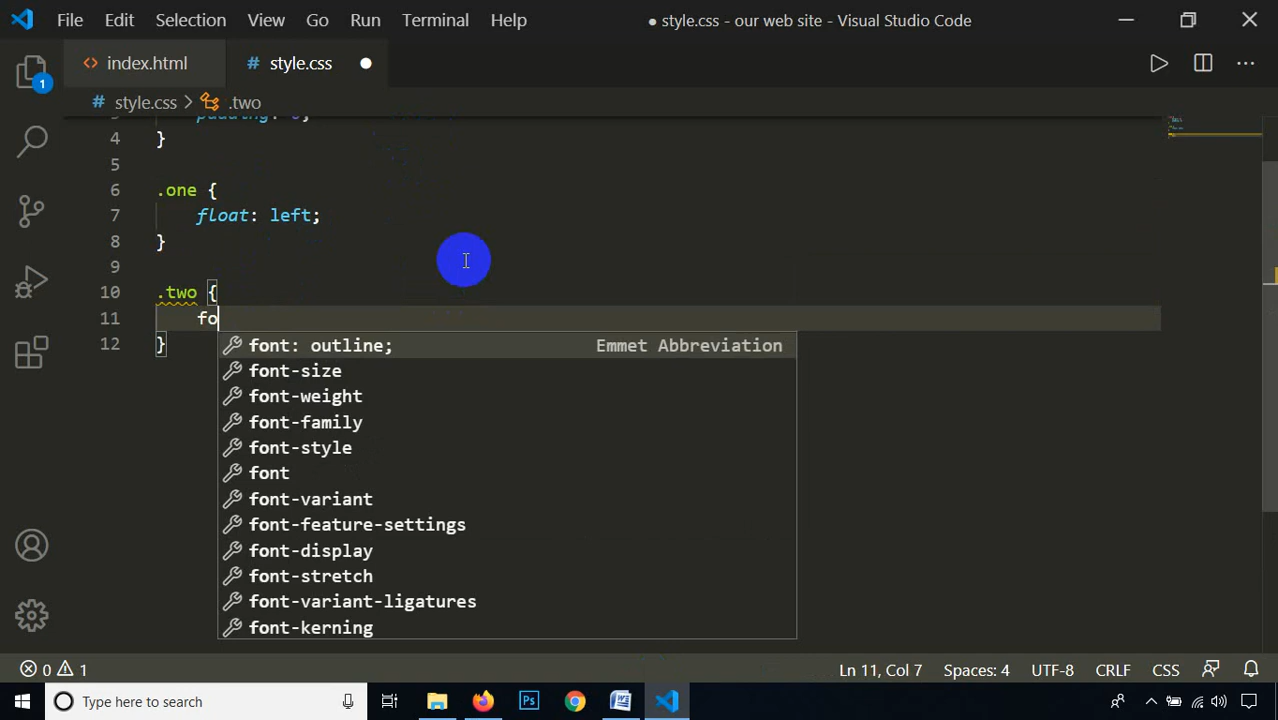 File Edit Selection View Go Run Terminal Help ● style.css - our web site - Visual Studio Code
1 index.html style.css
style.css > .two
4 }
5
6 .one {
7 float: left;
8 }
9
10 .two {
11 fo
12 }
font: outline; Emmet Abbreviation
font-size
font-weight
font-family
font-style
font
font-variant
font-feature-settings
font-display
font-stretch
font-variant-ligatures
font-kerning
0 1 Ln 11, Col 7 Spaces: 4 UTF-8 CRLF CSS
Type here to search Ps